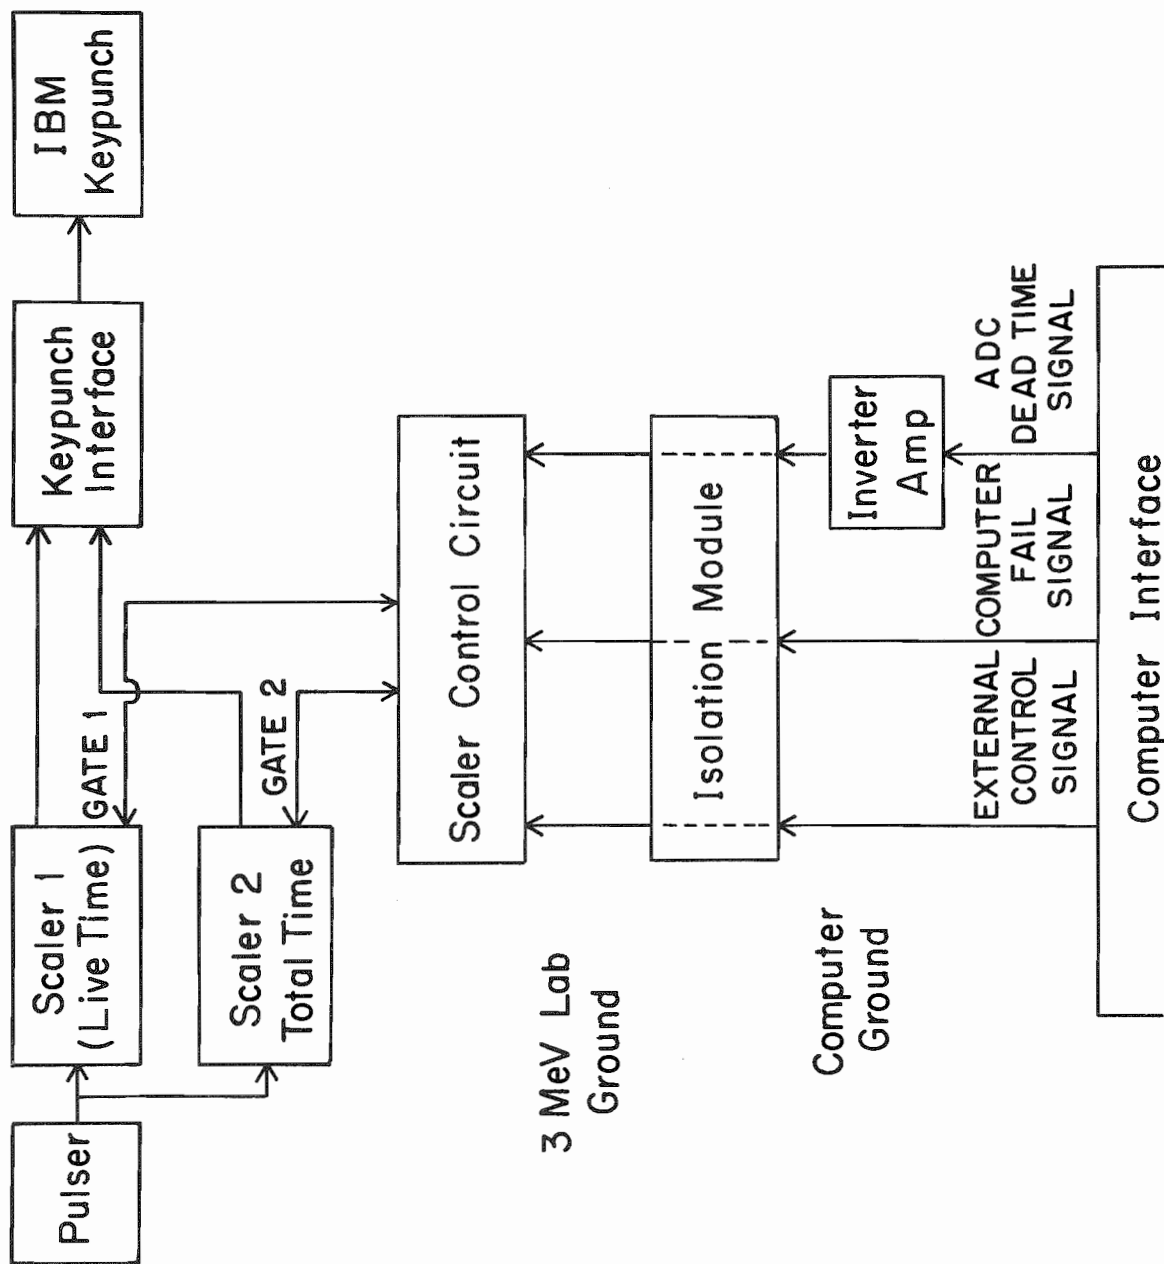 Pulser
Scaler 1
(Live Time)
GATE 1
Keypunch
Interface
IBM
Keypunch
Scaler 2
Total Time
GATE 2
Scaler Control Circuit
3 MeV Lab
Ground
Isolation Module
Computer
Ground
Inverter
Amp
EXTERNAL
CONTROL
SIGNAL
COMPUTER
FAIL
SIGNAL
ADC
DEAD TIME
SIGNAL
Computer Interface